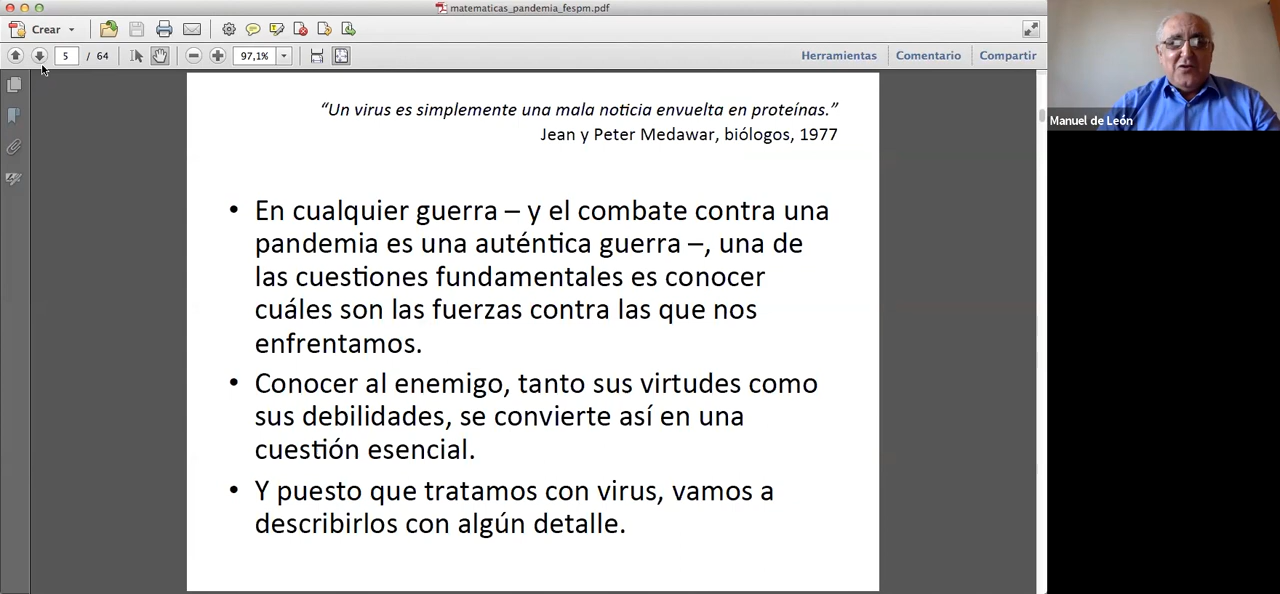 matematicas_pandemia_fespm.pdf
Crear
5 / 64
97,1%
Herramientas
Comentario
Compartir
“Un virus es simplemente una mala noticia envuelta en proteínas.”
Jean y Peter Medawar, biólogos, 1977
• En cualquier guerra – y el combate contra una
pandemia es una auténtica guerra –, una de
las cuestiones fundamentales es conocer
cuáles son las fuerzas contra las que nos
enfrentamos.
• Conocer al enemigo, tanto sus virtudes como
sus debilidades, se convierte así en una
cuestión esencial.
• Y puesto que tratamos con virus, vamos a
describirlos con algún detalle.
Manuel de León